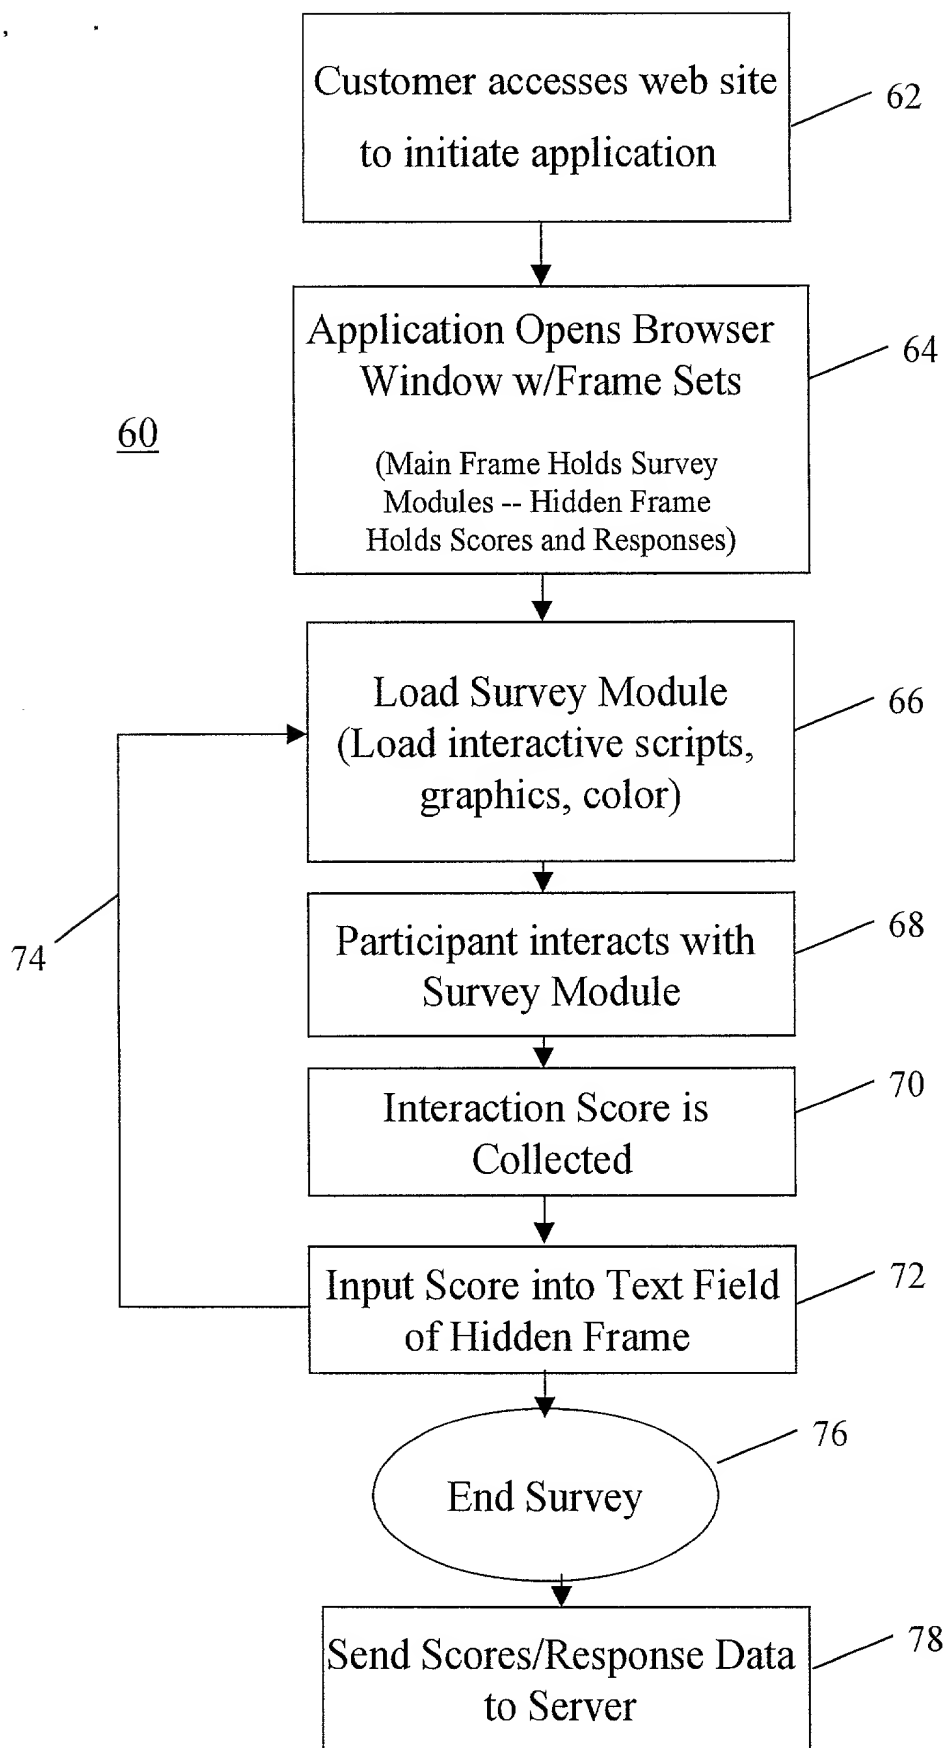 Customer accesses web site
to initiate application
62
Application Opens Browser
Window w/Frame Sets
64
60
(Main Frame Holds Survey
Modules -- Hidden Frame
Holds Scores and Responses)
Load Survey Module
(Load interactive scripts,
graphics, color)
66
Participant interacts with
Survey Module
68
74
Interaction Score is
Collected
70
Input Score into Text Field
of Hidden Frame
72
End Survey
76
Send Scores/Response Data
to Server
78